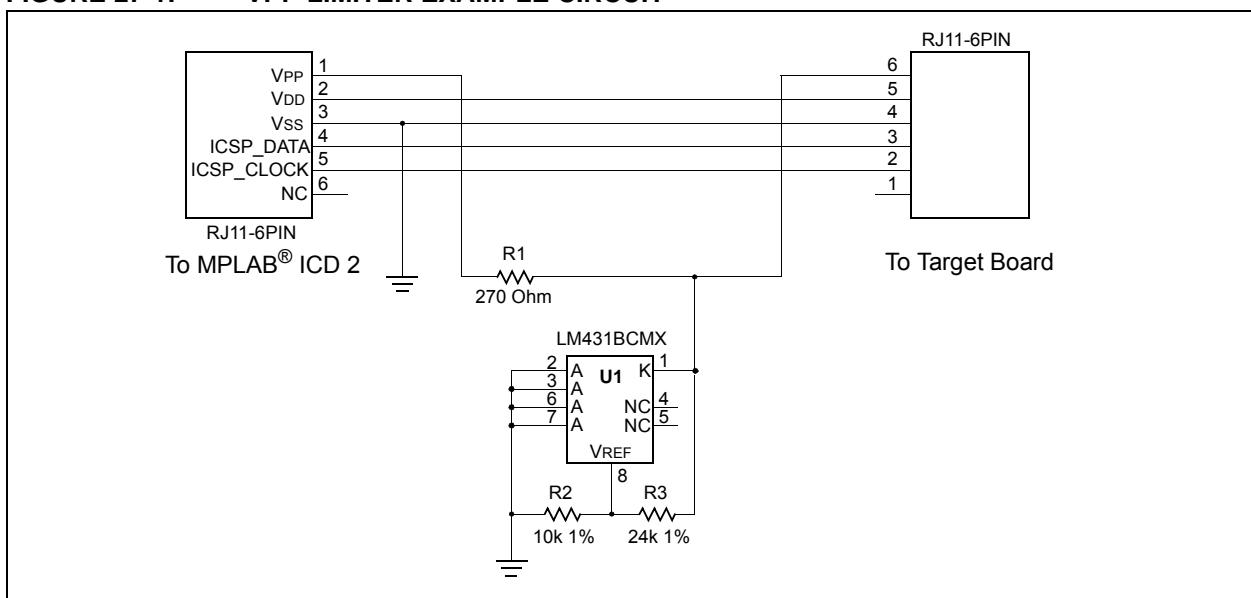 RJ11-6PIN
VPP
VDD
VSS
ICSP_DATA
ICSP_CLOCK
NC
1
2
3
4
5
6
6
5
4
3
2
1
RJ11-6PIN
To MPLAB® ICD 2
To Target Board
R1
270 Ohm
LM431BCMX
2
3
6
7
A
A
A
A
U1
K
NC
NC
1
4
5
VREF
8
R2
10k 1%
R3
24k 1%